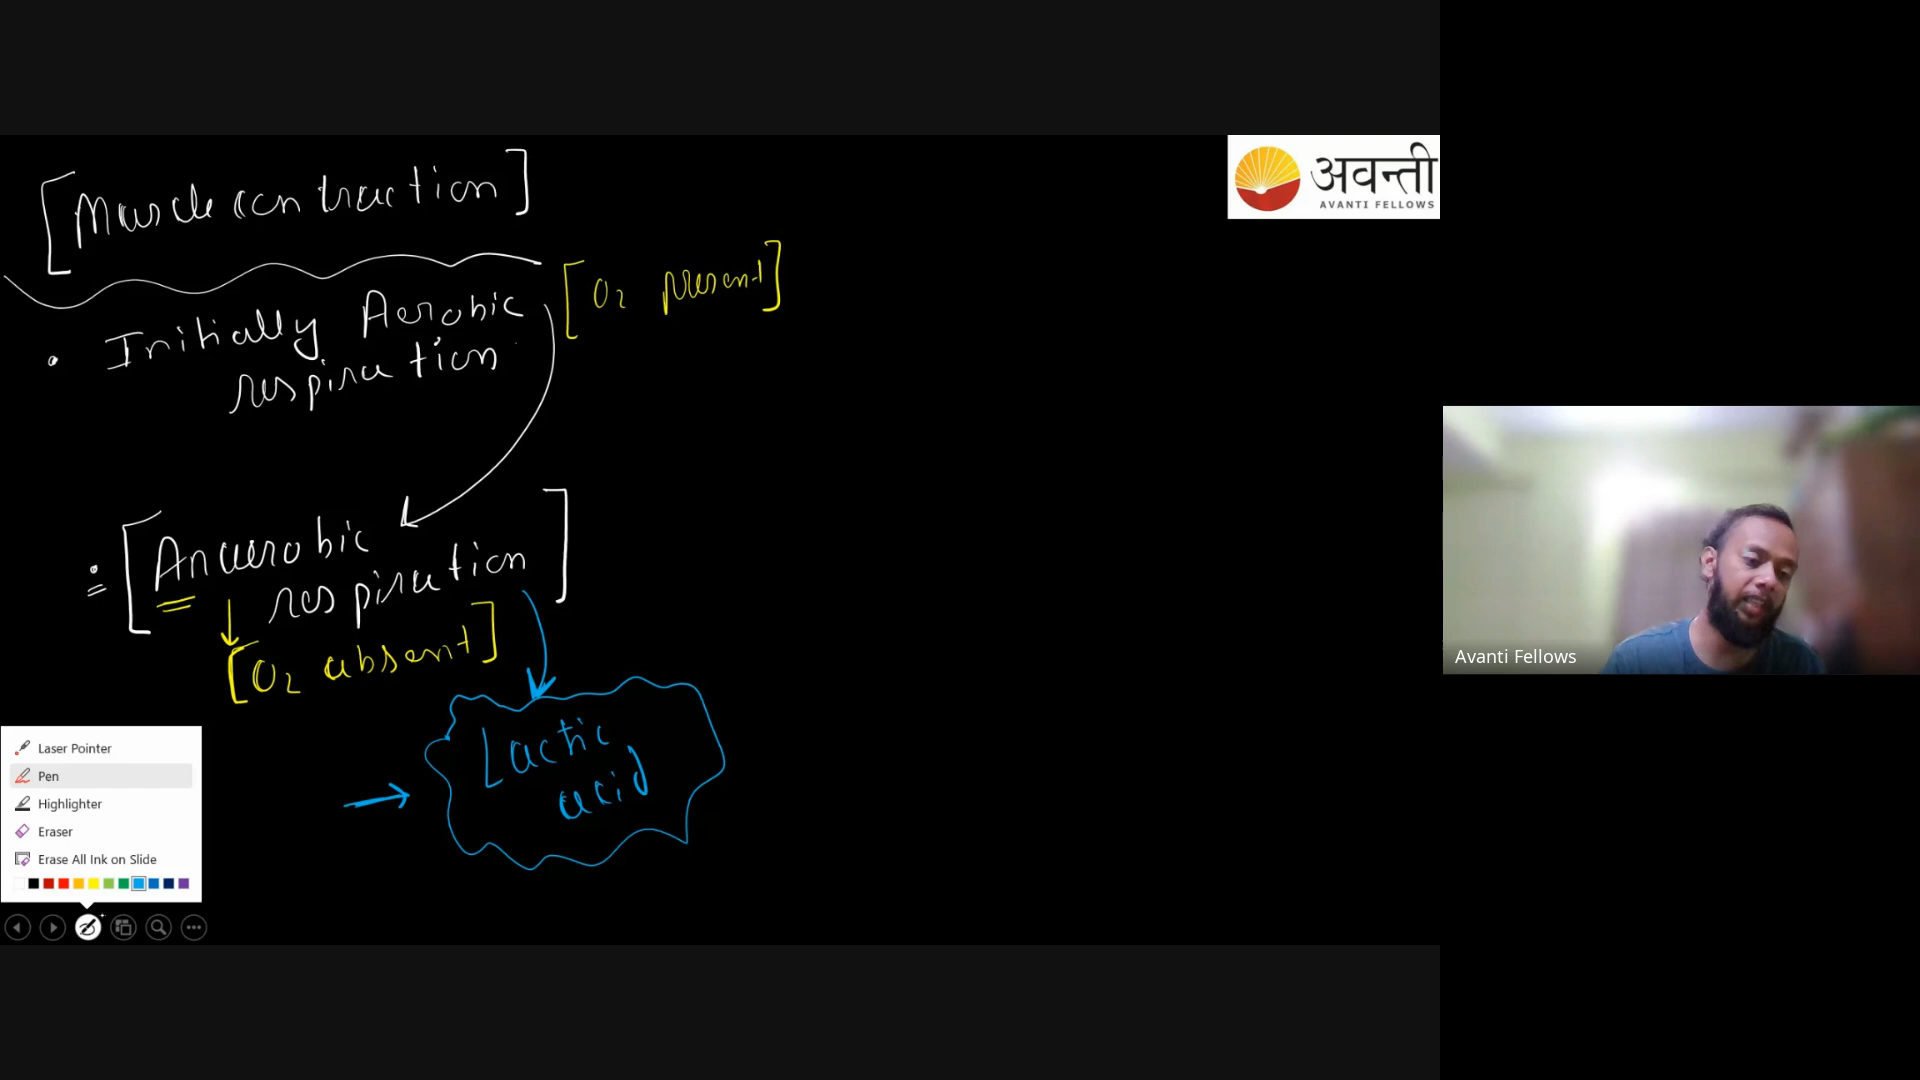 [Muscle contraction]
अवन्ती
AVANTI FELLOWS
[O2 present]
• Initially Aerobic
respiration
[Anaerobic
respiration]
[O2 absent]
Lactic
acid
Avanti Fellows
Laser Pointer
Pen
Highlighter
Eraser
Erase All Ink on Slide